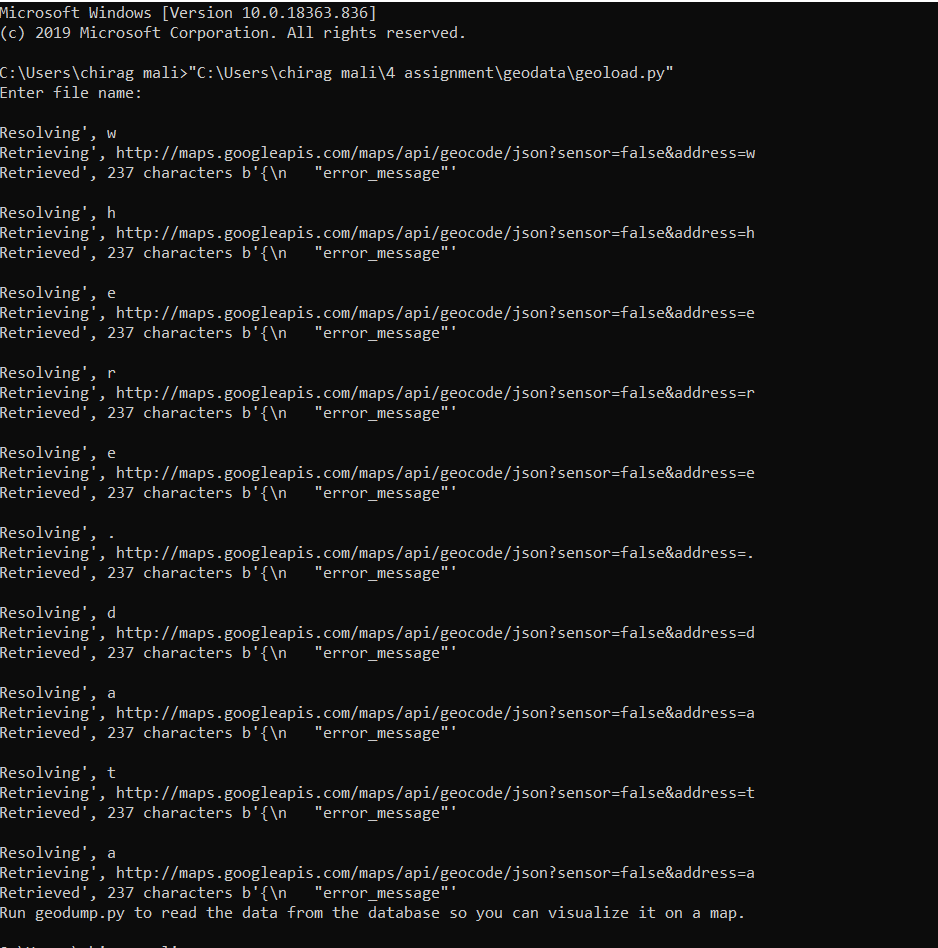 Microsoft Windows [Version 10.0.18363.836]
(c) 2019 Microsoft Corporation. All rights reserved.
C:\Users\chirag mali>"C:\Users\chirag mali\4 assignment\geodata\geoload.py"
Enter file name:
Resolving', w
Retrieving', http://maps.googleapis.com/maps/api/geocode/json?sensor=false&address=w
Retrieved', 237 characters b'{\n   "error_message"'
Resolving', h
Retrieving', http://maps.googleapis.com/maps/api/geocode/json?sensor=false&address=h
Retrieved', 237 characters b'{\n   "error_message"'
Resolving', e
Retrieving', http://maps.googleapis.com/maps/api/geocode/json?sensor=false&address=e
Retrieved', 237 characters b'{\n   "error_message"'
Resolving', r
Retrieving', http://maps.googleapis.com/maps/api/geocode/json?sensor=false&address=r
Retrieved', 237 characters b'{\n   "error_message"'
Resolving', e
Retrieving', http://maps.googleapis.com/maps/api/geocode/json?sensor=false&address=e
Retrieved', 237 characters b'{\n   "error_message"'
Resolving', .
Retrieving', http://maps.googleapis.com/maps/api/geocode/json?sensor=false&address=.
Retrieved', 237 characters b'{\n   "error_message"'
Resolving', d
Retrieving', http://maps.googleapis.com/maps/api/geocode/json?sensor=false&address=d
Retrieved', 237 characters b'{\n   "error_message"'
Resolving', a
Retrieving', http://maps.googleapis.com/maps/api/geocode/json?sensor=false&address=a
Retrieved', 237 characters b'{\n   "error_message"'
Resolving', t
Retrieving', http://maps.googleapis.com/maps/api/geocode/json?sensor=false&address=t
Retrieved', 237 characters b'{\n   "error_message"'
Resolving', a
Retrieving', http://maps.googleapis.com/maps/api/geocode/json?sensor=false&address=a
Retrieved', 237 characters b'{\n   "error_message"'
Run geodump.py to read the data from the database so you can visualize it on a map.